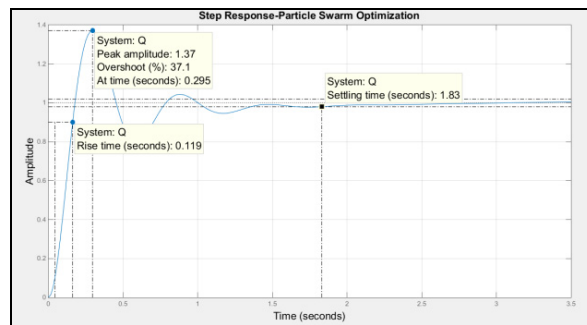 Step Response-Particle Swarm Optimization
1.4
1.2
1
0.8
0.6
0.4
0.2
0
Amplitude
System: Q
Peak amplitude: 1.37
Overshoot (%): 37.1
At time (seconds): 0.295
System: Q
Settling time (seconds): 1.83
System: Q
Rise time (seconds): 0.119
0
0.5
1
1.5
2
2.5
3
3.5
Time (seconds)